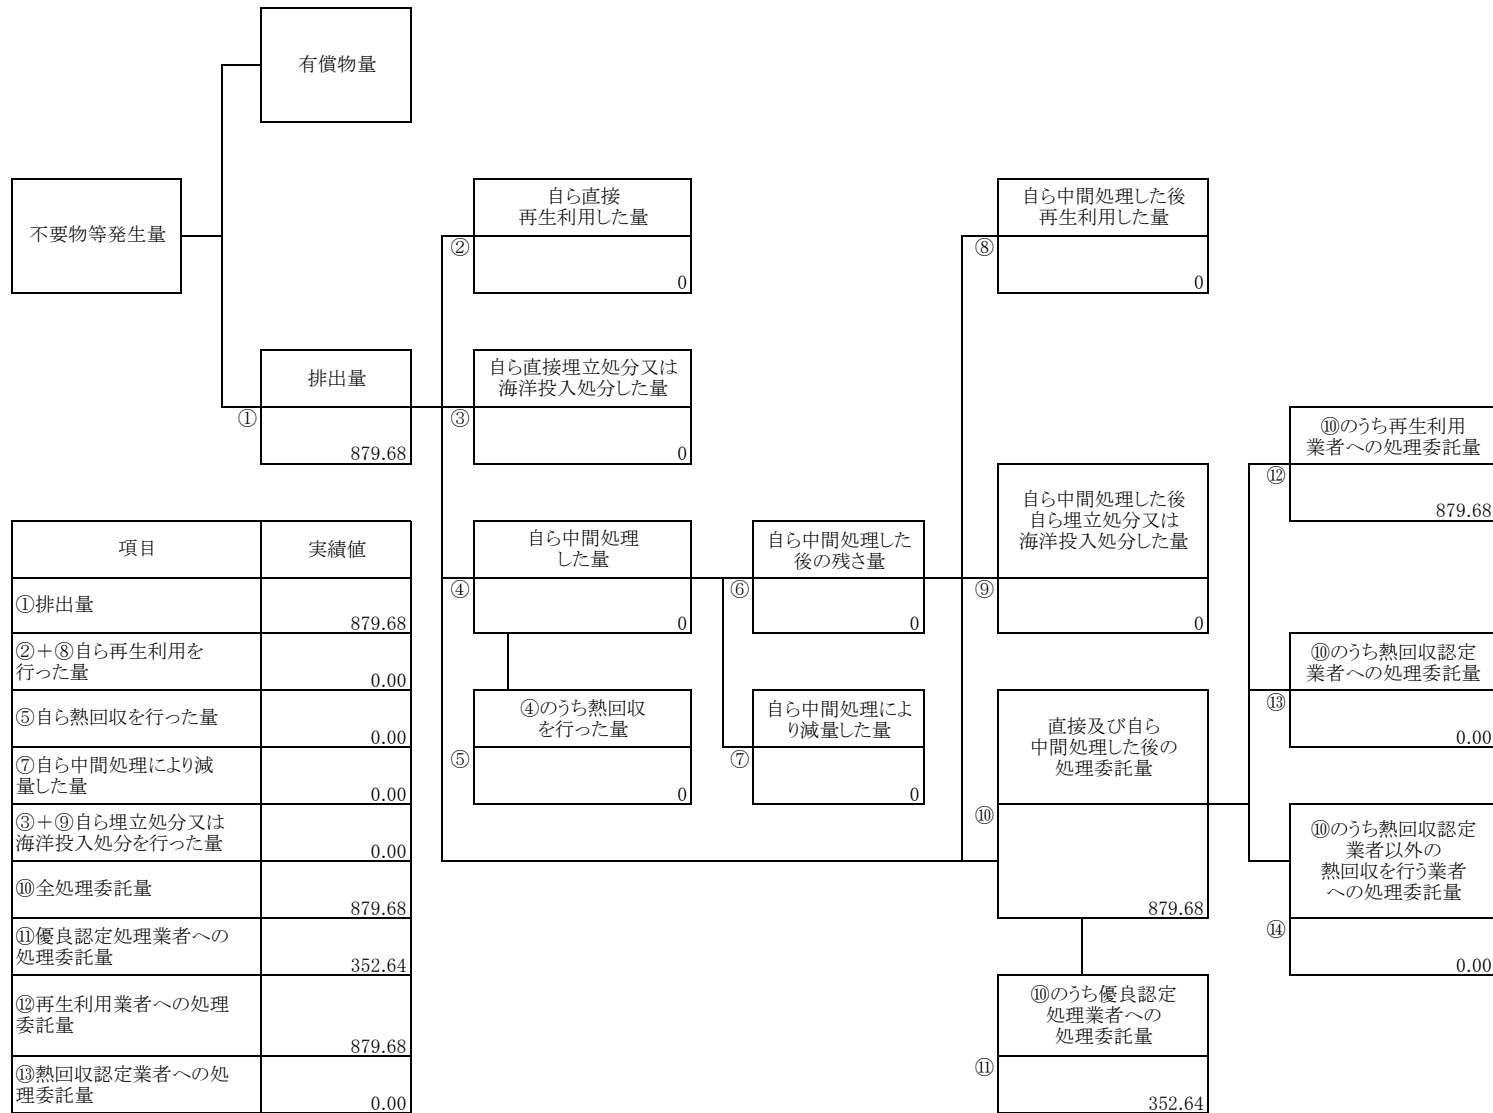 有償物量
不要物等発生量
排出量
①
879.68
自ら直接
再生利用した量
②
0
自ら直接埋立処分又は
海洋投入処分した量
③
0
自ら中間処理
した量
④
0
④のうち熱回収
を行った量
⑤
0
自ら中間処理した
後の残さ量
⑥
0
自ら中間処理によ
り減量した量
⑦
0
自ら中間処理した後
再生利用した量
⑧
0
自ら中間処理した後
自ら埋立処分又は
海洋投入処分した量
⑨
0
直接及び自ら
中間処理した後の
処理委託量
⑩
879.68
⑩のうち優良認定
処理業者への
処理委託量
⑪
352.64
⑩のうち再生利用
業者への処理委託量
⑫
879.68
⑩のうち熱回収認定
業者への処理委託量
⑬
0.00
⑩のうち熱回収認定
業者以外の
熱回収を行う業者
への処理委託量
⑭
0.00
項目 実績値
①排出量
879.68
②+⑧自ら再生利用を
行った量
0.00
⑤自ら熱回収を行った量
0.00
⑦自ら中間処理により減
量した量
0.00
③+⑨自ら埋立処分又は
海洋投入処分を行った量
0.00
⑩全処理委託量
879.68
⑪優良認定処理業者への
処理委託量
352.64
⑫再生利用業者への処理
委託量
879.68
⑬熱回収認定業者への処
理委託量
0.00